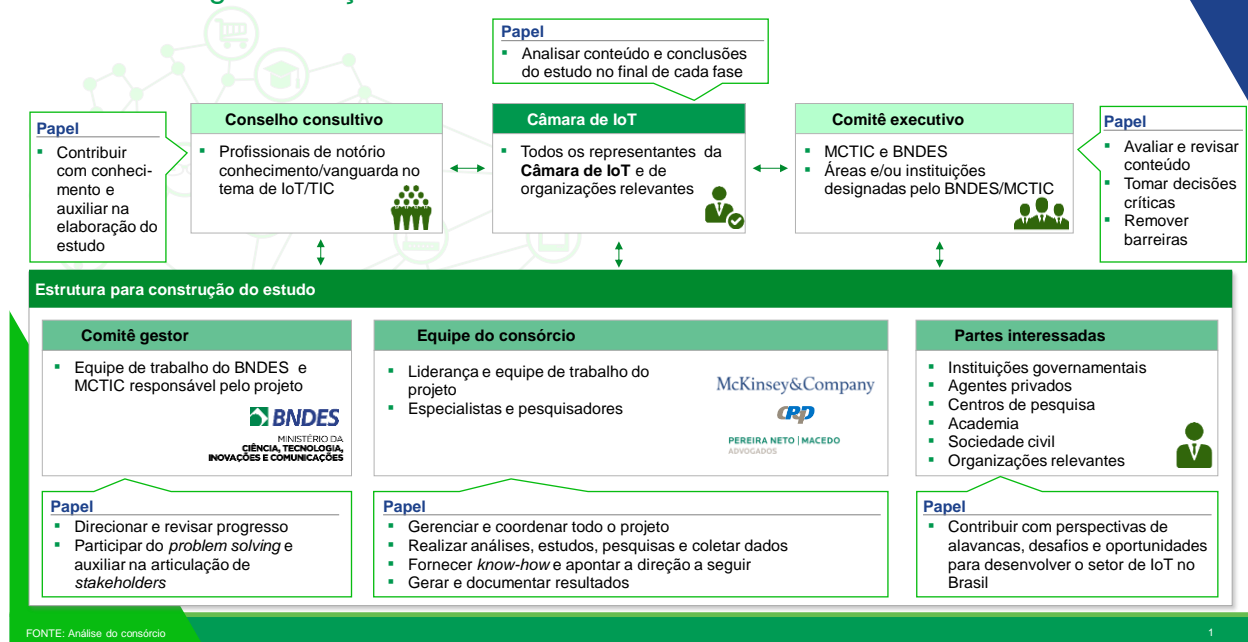 Papel
Analisar conteúdo e conclusões
do estudo no final de cada fase
Papel
Contribuir
com conheci-
mento e
auxiliar na
elaboração do
estudo
Conselho consultivo
Profissionais de notório
conhecimento/vanguarda no
tema de IoT/TIC
Câmara de IoT
Todos os representantes da
Câmara de IoT e de
organizações relevantes
Comitê executivo
MCTIC e BNDES
Áreas e/ou instituições
designadas pelo BNDES/MCTIC
Papel
Avaliar e revisar
conteúdo
Tomar decisões
críticas
Remover
barreiras
Estrutura para construção do estudo
Comitê gestor
Equipe de trabalho do BNDES e
MCTIC responsável pelo projeto
BNDES
MINISTÉRIO DA
CIÊNCIA, TECNOLOGIA,
INOVAÇÕES E COMUNICAÇÕES
Equipe do consórcio
Liderança e equipe de trabalho do
projeto
Especialistas e pesquisadores
McKinsey&Company
CPqD
PEREIRA NETO | MACEDO
ADVOGADOS
Partes interessadas
Instituições governamentais
Agentes privados
Centros de pesquisa
Academia
Sociedade civil
Organizações relevantes
Papel
Direcionar e revisar progresso
Participar do problem solving e
auxiliar na articulação de
stakeholders
Papel
Gerenciar e coordenar todo o projeto
Realizar análises, estudos, pesquisas e coletar dados
Fornecer know-how e apontar a direção a seguir
Gerar e documentar resultados
Papel
Contribuir com perspectivas de
alavancas, desafios e oportunidades
para desenvolver o setor de IoT no
Brasil
FONTE: Análise do consórcio
1